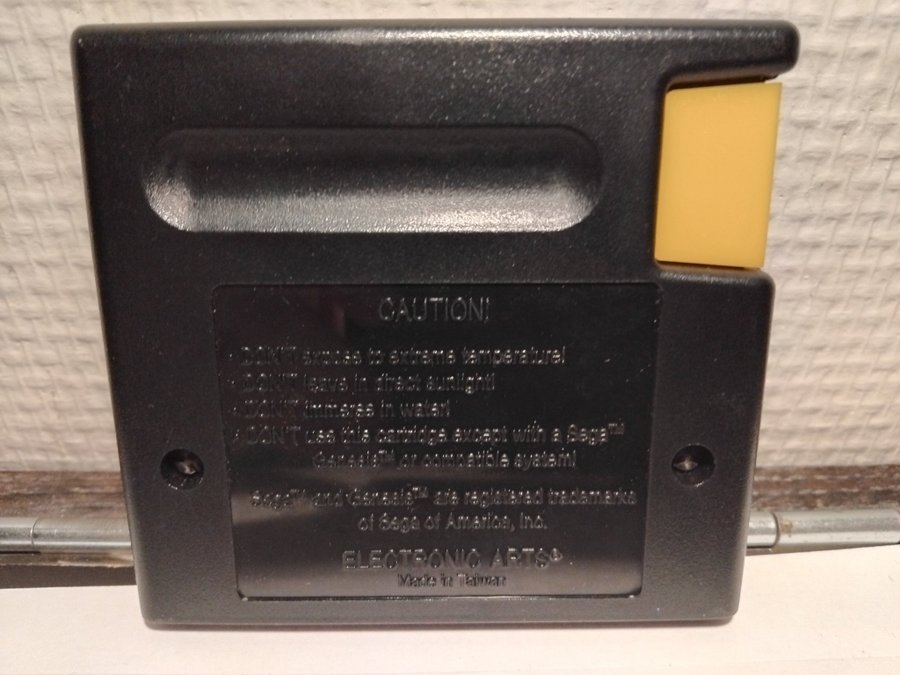 CAUTION!
· DON'T expose to extreme temperature!
· DON'T leave in direct sunlight!
· DON'T immerse in water!
· DON'T use this cartridge except with a Sega™
Genesis™ or compatible system!
Sega™ and Genesis™ are registered trademarks
of Sega of America, Inc.
ELECTRONIC ARTS®
Made in Taiwan